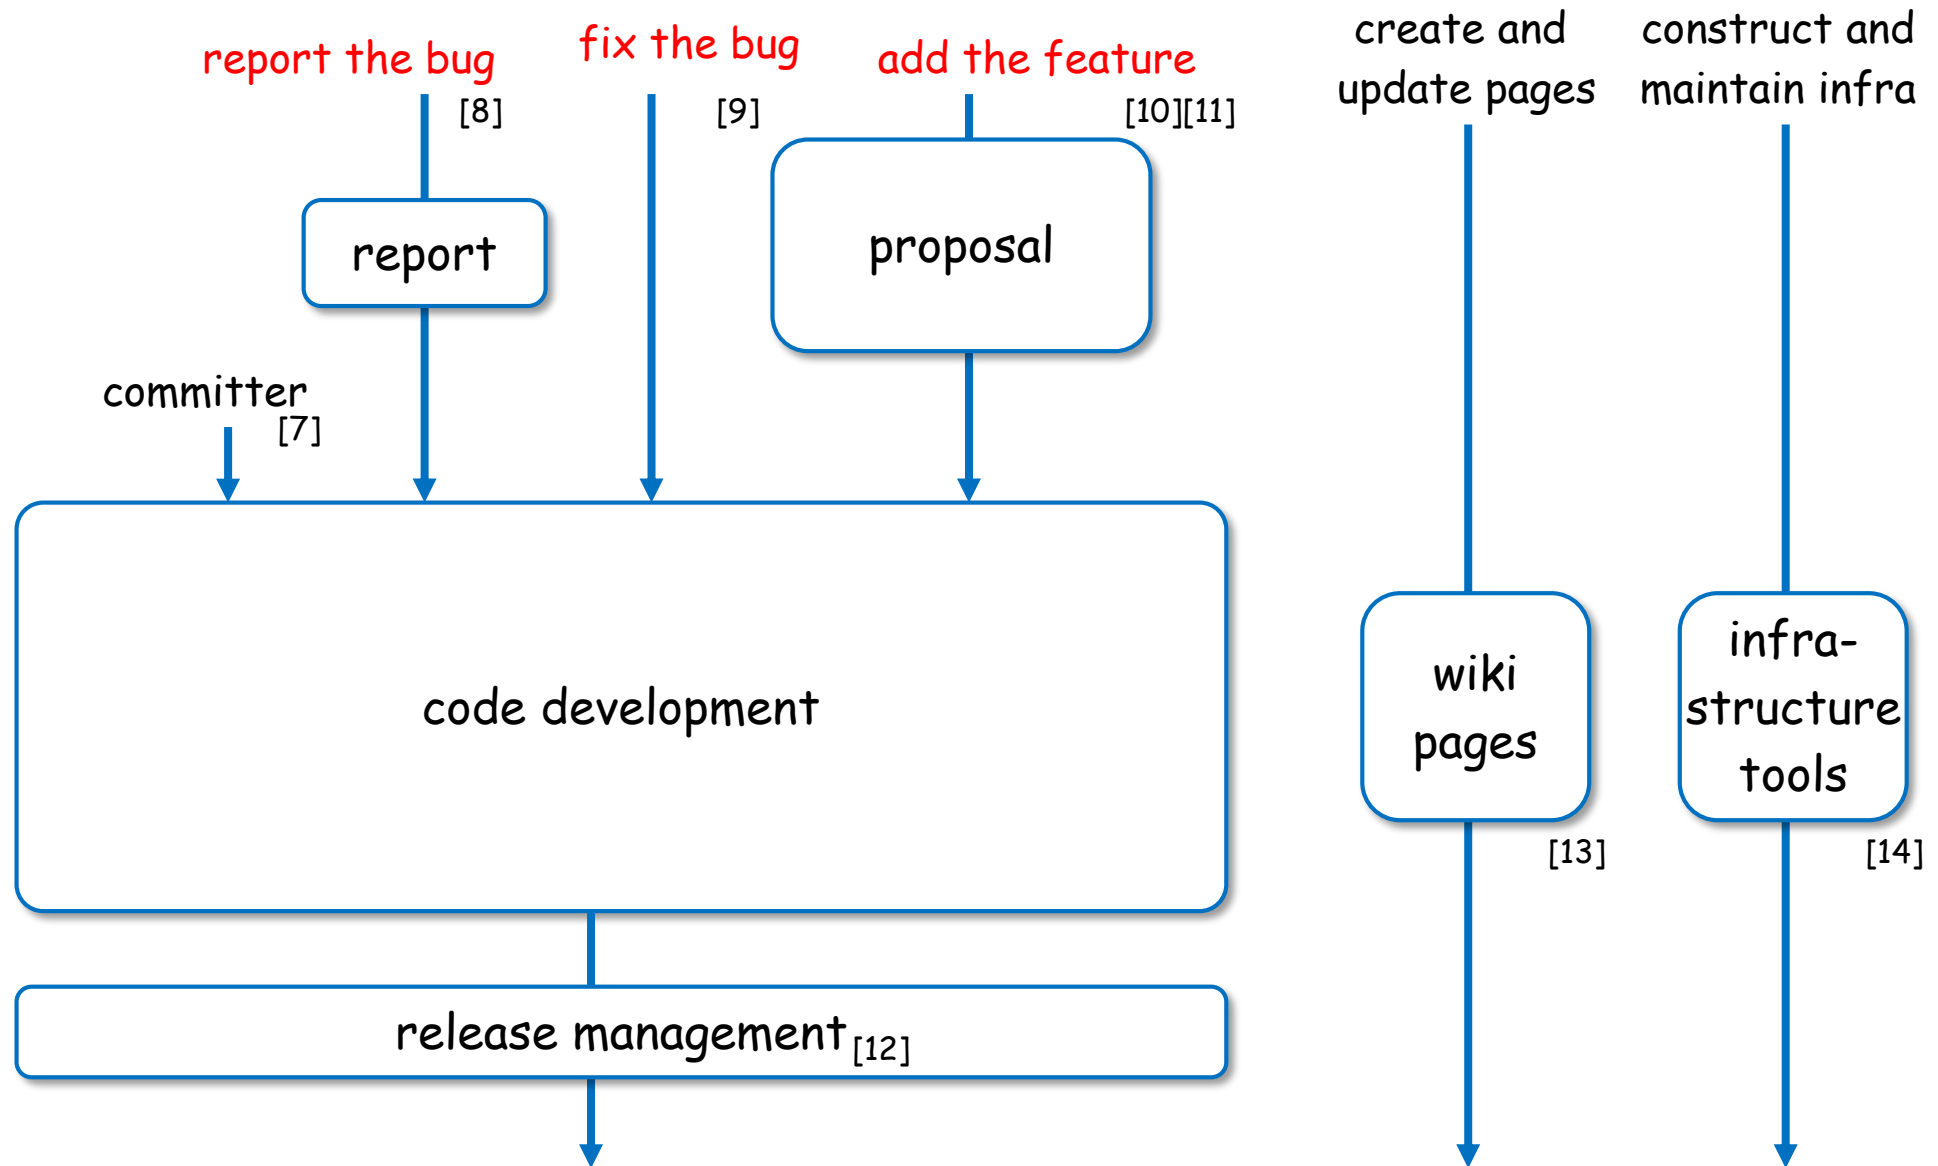 report the bug
[8]
fix the bug
[9]
add the feature
[10][11]
create and
update pages
construct and
maintain infra
report
proposal
committer
[7]
code development
wiki
pages
[13]
infra-
structure
tools
[14]
release management[12]